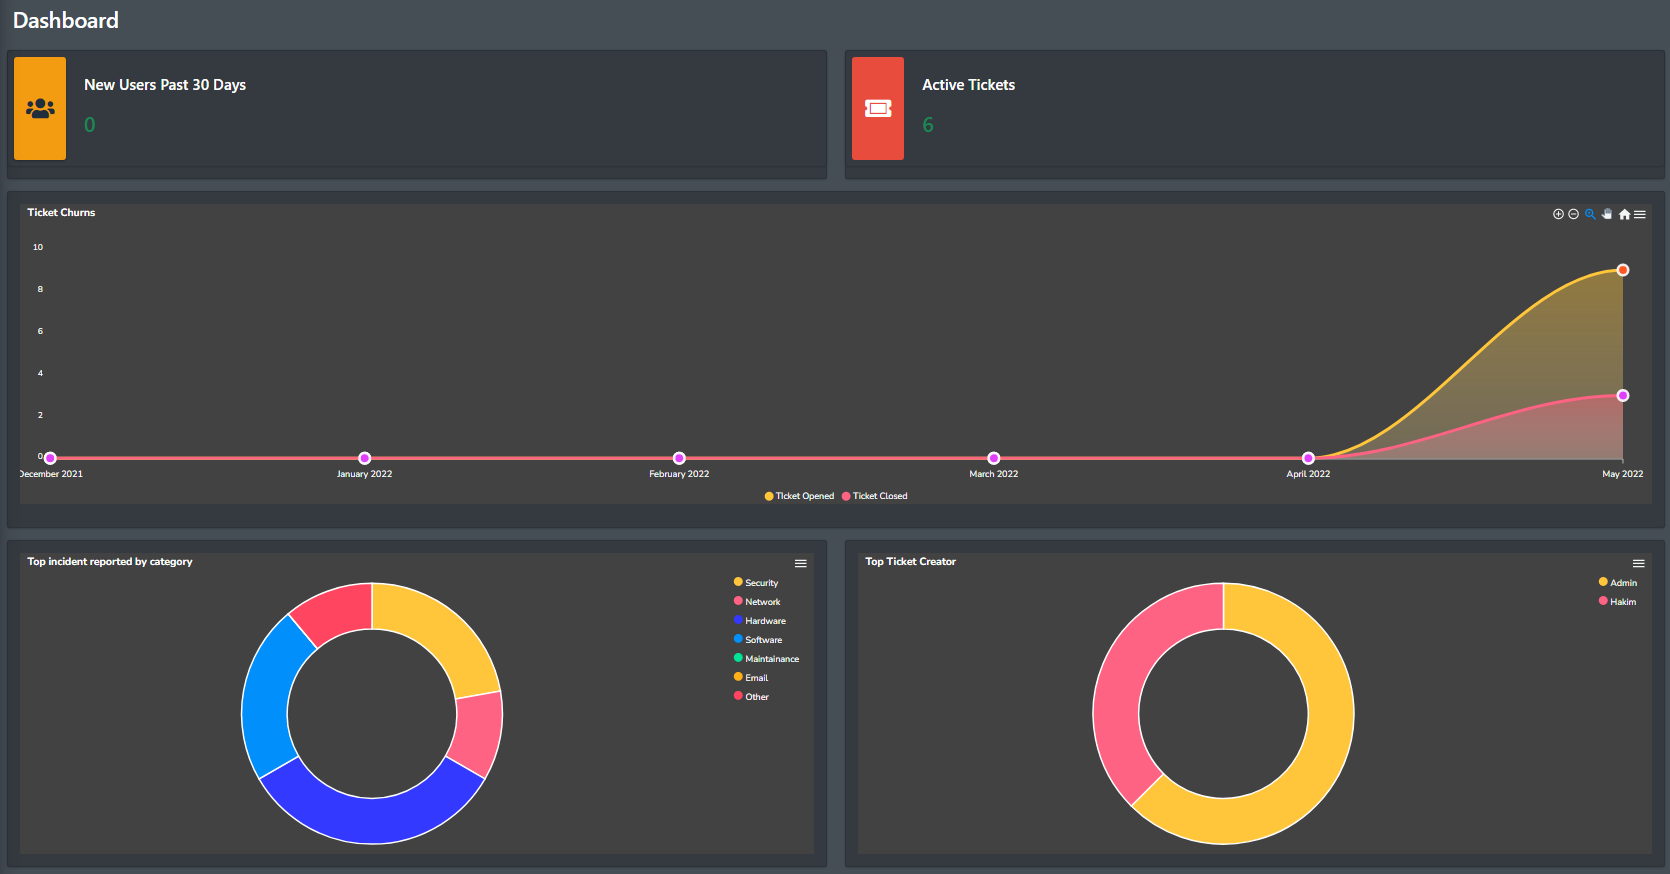 Dashboard
New Users Past 30 Days
0
Active Tickets
6
Ticket Churns
10
8
6
4
2
0
December 2021
January 2022
February 2022
March 2022
April 2022
May 2022
Ticket Opened
Ticket Closed
Top incident reported by category
Security
Network
Hardware
Software
Maintainance
Email
Other
Top Ticket Creator
Admin
Hakim